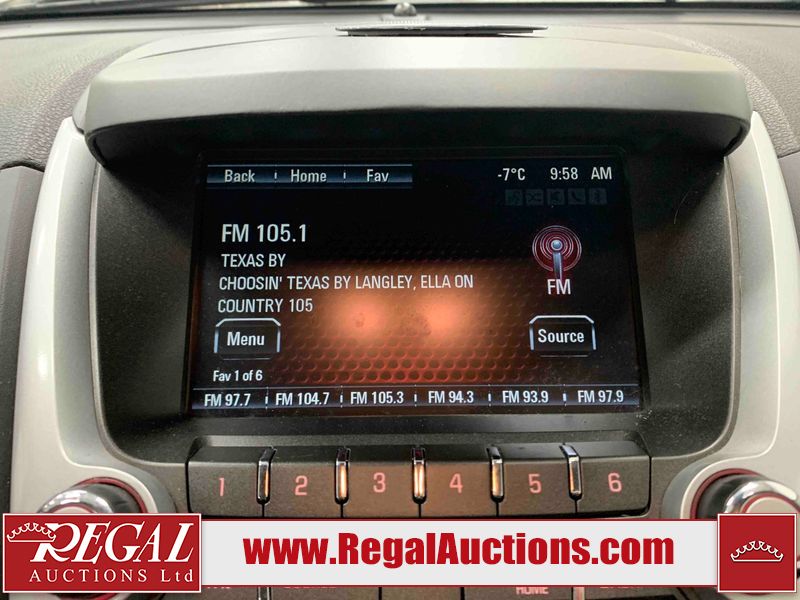 Back Home Fav -7°C 9:58 AM
FM 105.1
TEXAS BY
CHOOSIN' TEXAS BY LANGLEY, ELLA ON
COUNTRY 105
FM
Menu Source
Fav 1 of 6
FM 97.7 FM 104.7 FM 105.3 FM 94.3 FM 93.9 FM 97.9
1 2 3 4 5 6
REGAL
AUCTIONS Ltd
www.RegalAuctions.com
HOME